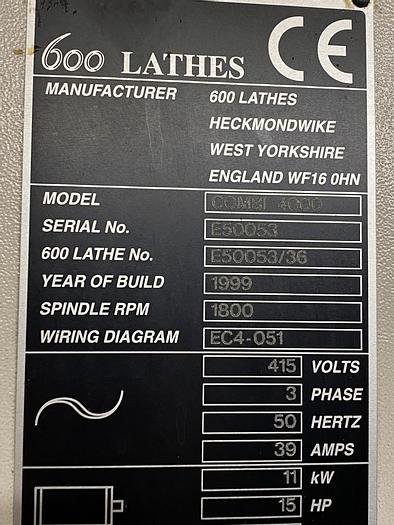 600 LATHES CE
MANUFACTURER 600 LATHES
HECKMONDWIKE
WEST YORKSHIRE
ENGLAND WF16 0HN
MODEL COMBI 4000
SERIAL No. E50053
600 LATHE No. E50053/36
YEAR OF BUILD 1999
SPINDLE RPM 1800
WiRING DIAGRAM EC4-051
415 VOLTS
3 PHASE
50 HERTZ
39 AMPS
11 kW
15 HP